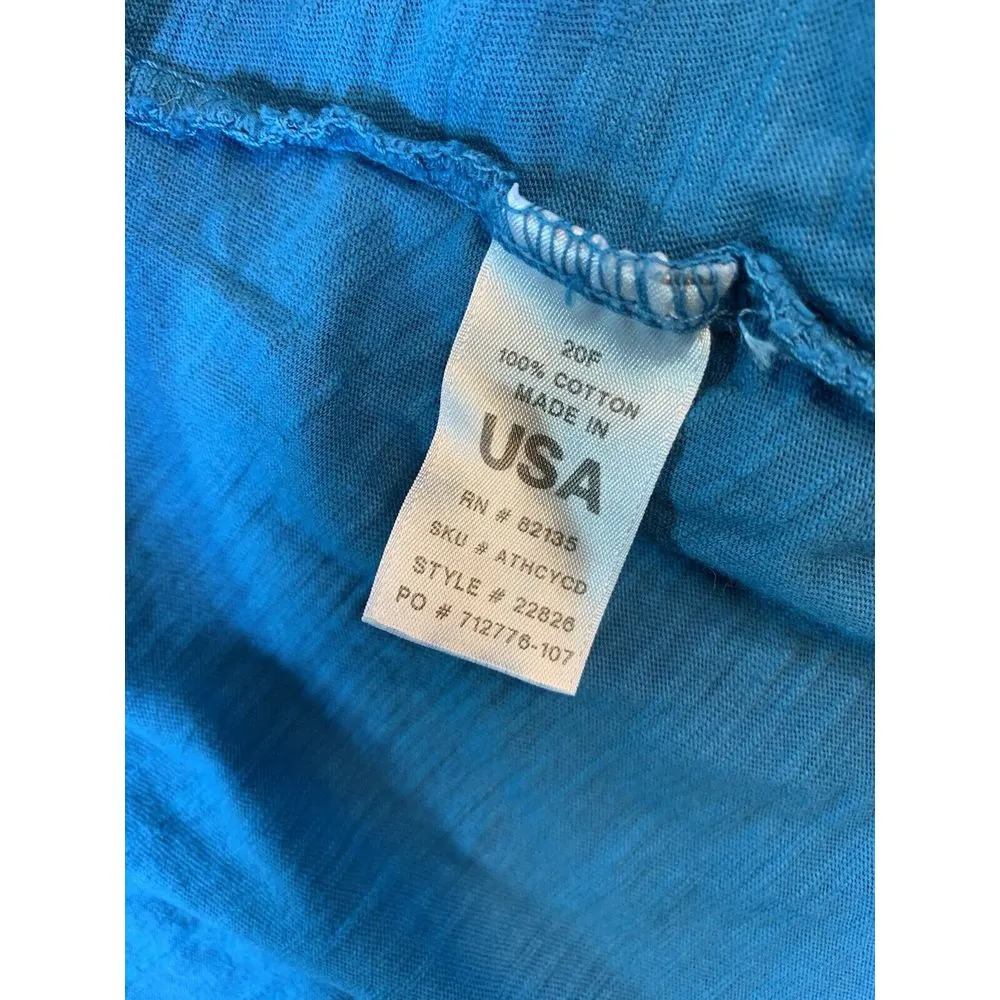 20F
100% COTTON
MADE IN
USA
RN # 82135
SKU # ATHCYCD
STYLE # 22826
PO # 712776-107